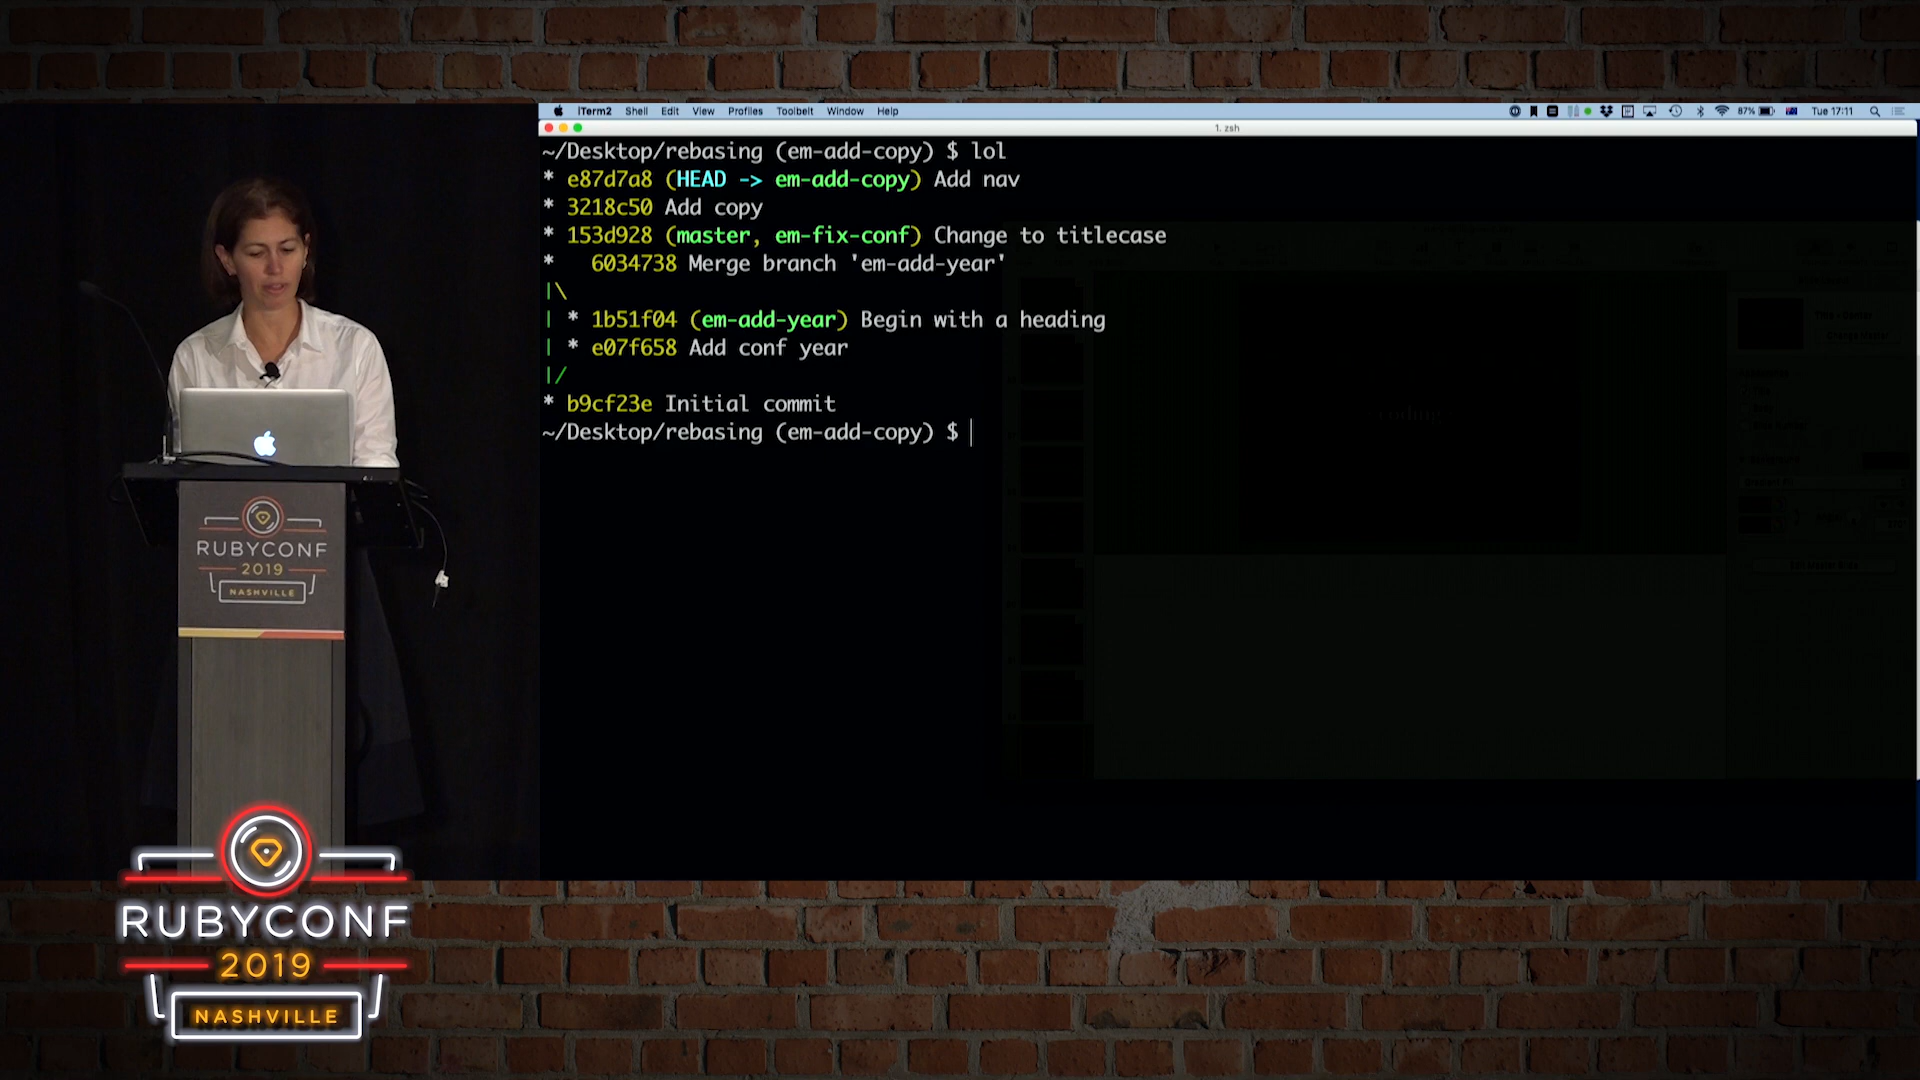 iTerm2 Shell Edit View Profiles Toolbelt Window Help 87% Tue 17:11
1. zsh
~/Desktop/rebasing (em-add-copy) $ lol
* e87d7a8 (HEAD -> em-add-copy) Add nav
* 3218c50 Add copy
* 153d928 (master, em-fix-conf) Change to titlecase
*   6034738 Merge branch 'em-add-year'
|\
| * 1b51f04 (em-add-year) Begin with a heading
| * e07f658 Add conf year
|/
* b9cf23e Initial commit
~/Desktop/rebasing (em-add-copy) $
RUBYCONF
2019
NASHVILLE
RUBYCONF
2019
NASHVILLE